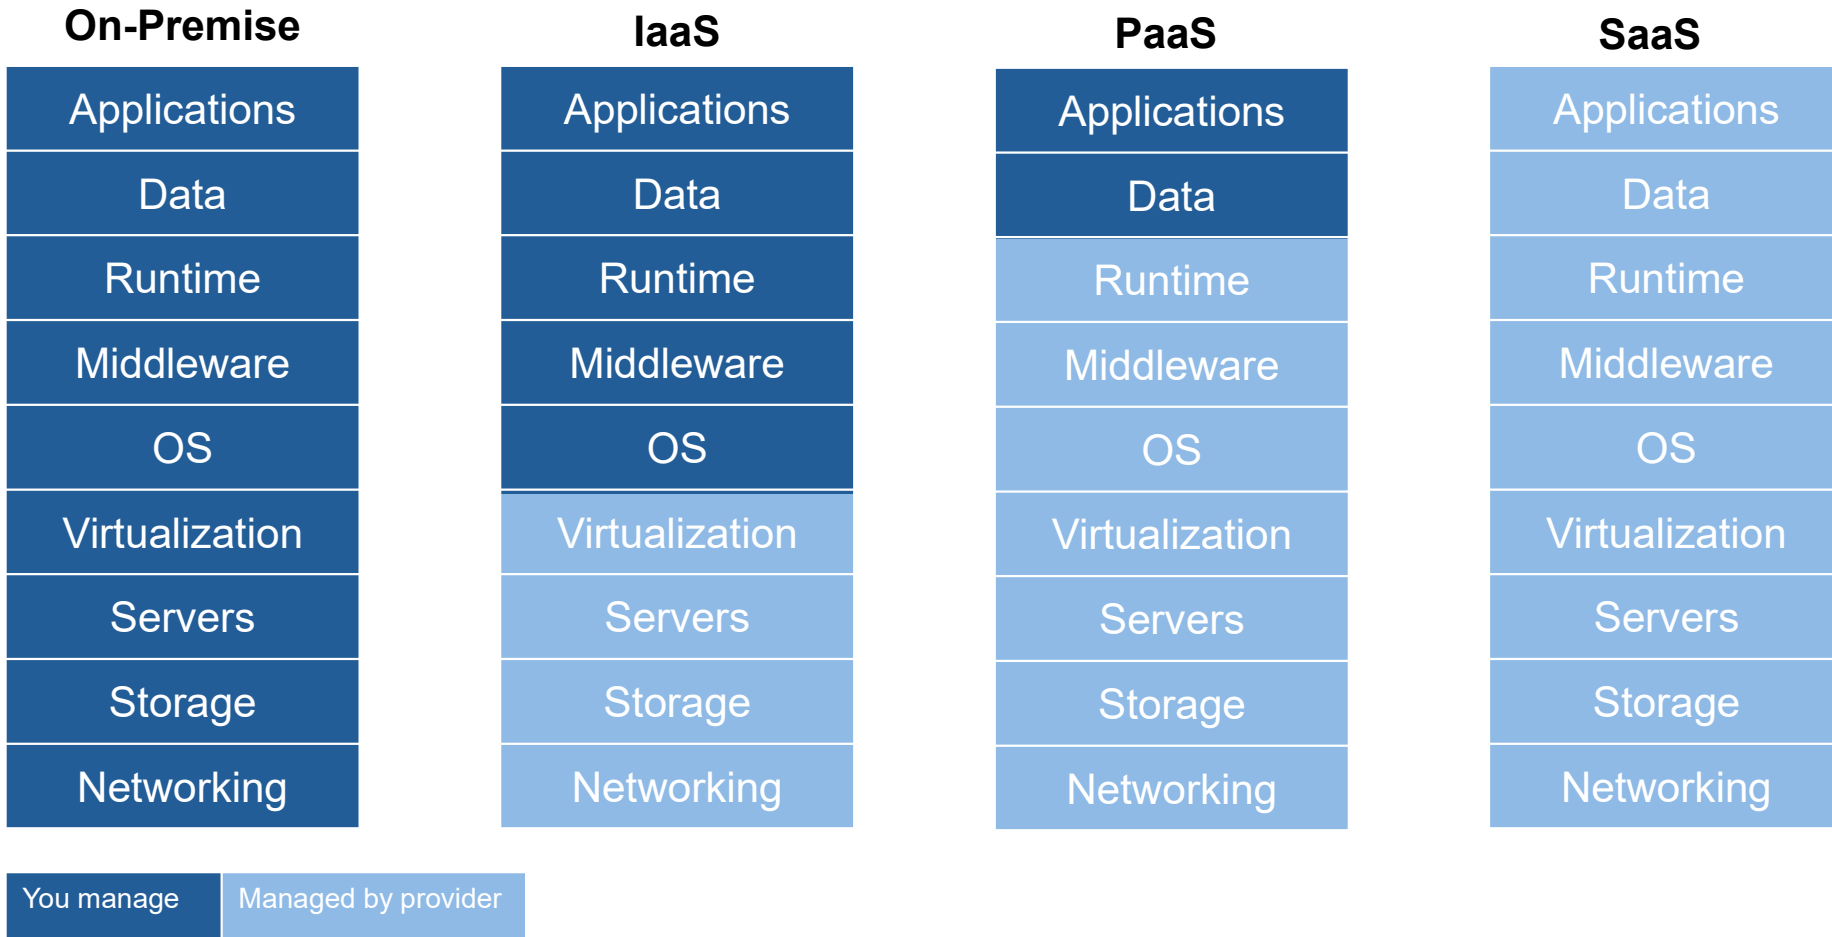 On-Premise
Applications
Data
Runtime
Middleware
OS
Virtualization
Servers
Storage
Networking
IaaS
Applications
Data
Runtime
Middleware
OS
Virtualization
Servers
Storage
Networking
PaaS
Applications
Data
Runtime
Middleware
OS
Virtualization
Servers
Storage
Networking
SaaS
Applications
Data
Runtime
Middleware
OS
Virtualization
Servers
Storage
Networking
You manage
Managed by provider